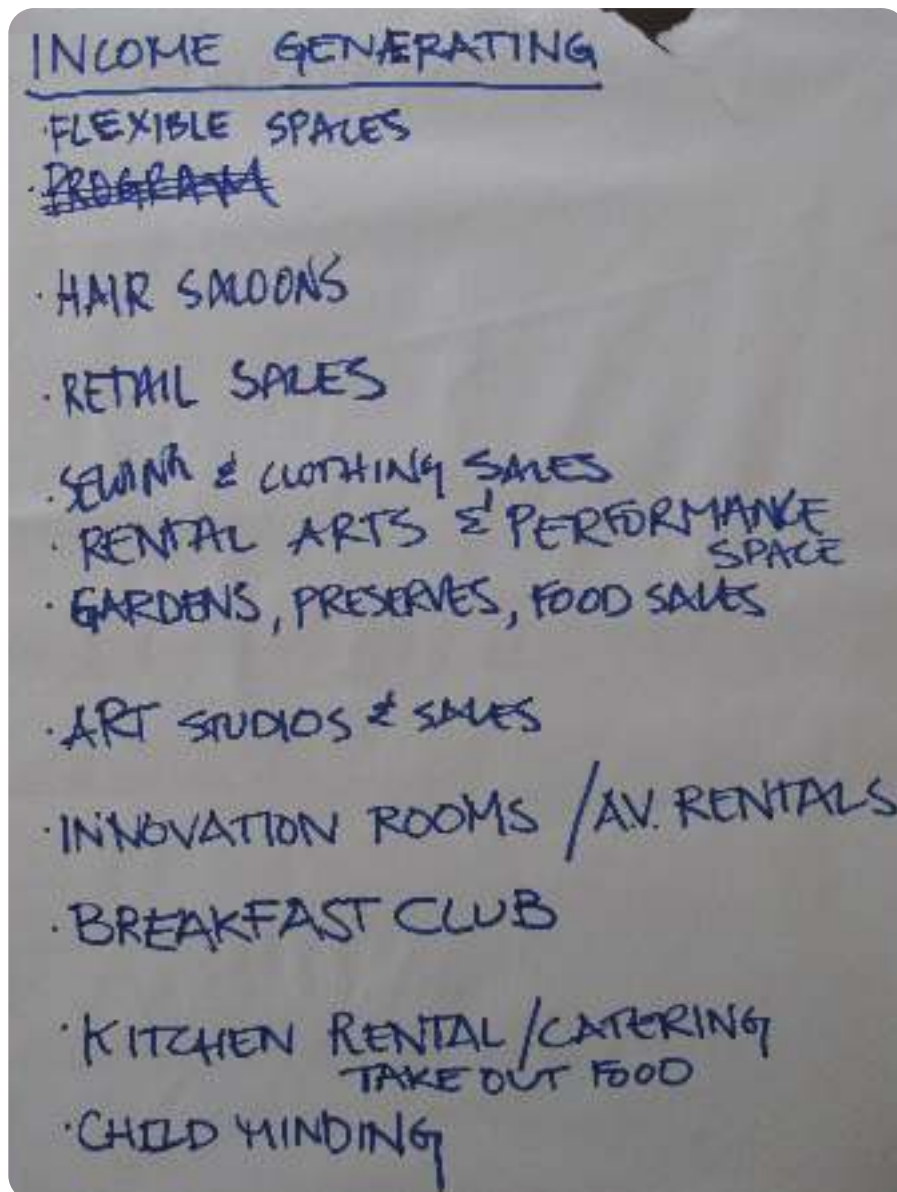 INCOME GENERATING
·FLEXIBLE SPACES
·PROGRAM
·HAIR SALOONS
·RETAIL SALES
·SEWING & CLOTHING SALES
·RENTAL ARTS & PERFORMANCE
SPACE
·GARDENS, PRESERVES, FOOD SALES
·ART STUDIOS & SALES
·INNOVATION ROOMS /A.V. RENTALS
·BREAKFAST CLUB
·KITCHEN RENTAL /CATERING
TAKE OUT FOOD
·CHILD MINDING